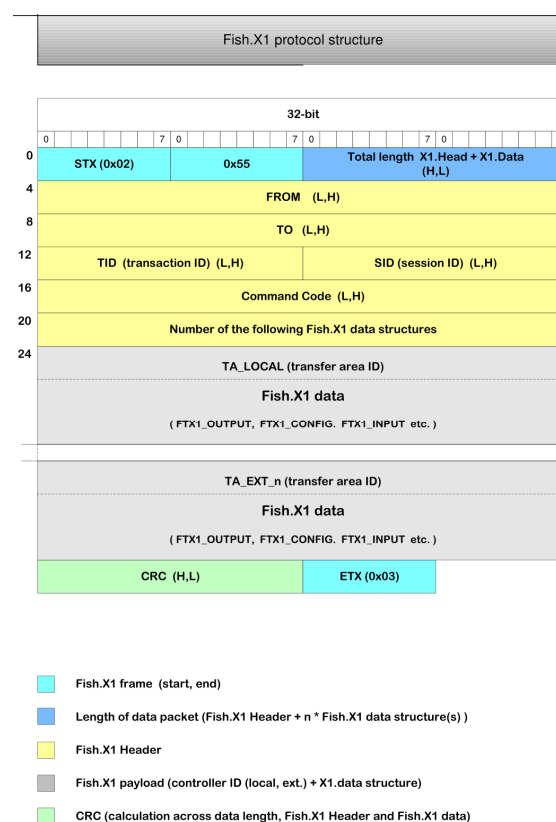 Fish.X1 protocol structure
32-bit
0 7 0 7 0 7 0
0 STX (0x02) 0x55 Total length X1.Head + X1.Data
(H,L)
4 FROM (L,H)
8 TO (L,H)
12 TID (transaction ID) (L,H) SID (session ID) (L,H)
16 Command Code (L,H)
20 Number of the following Fish.X1 data structures
24 TA_LOCAL (transfer area ID)
Fish.X1 data
( FTX1_OUTPUT, FTX1_CONFIG. FTX1_INPUT etc. )
TA_EXT_n (transfer area ID)
Fish.X1 data
( FTX1_OUTPUT, FTX1_CONFIG. FTX1_INPUT etc. )
CRC (H,L) ETX (0x03)
Fish.X1 frame (start, end)
Length of data packet (Fish.X1 Header + n * Fish.X1 data structure(s) )
Fish.X1 Header
Fish.X1 payload (controller ID (local, ext.) + X1.data structure)
CRC (calculation across data length, Fish.X1 Header and Fish.X1 data)